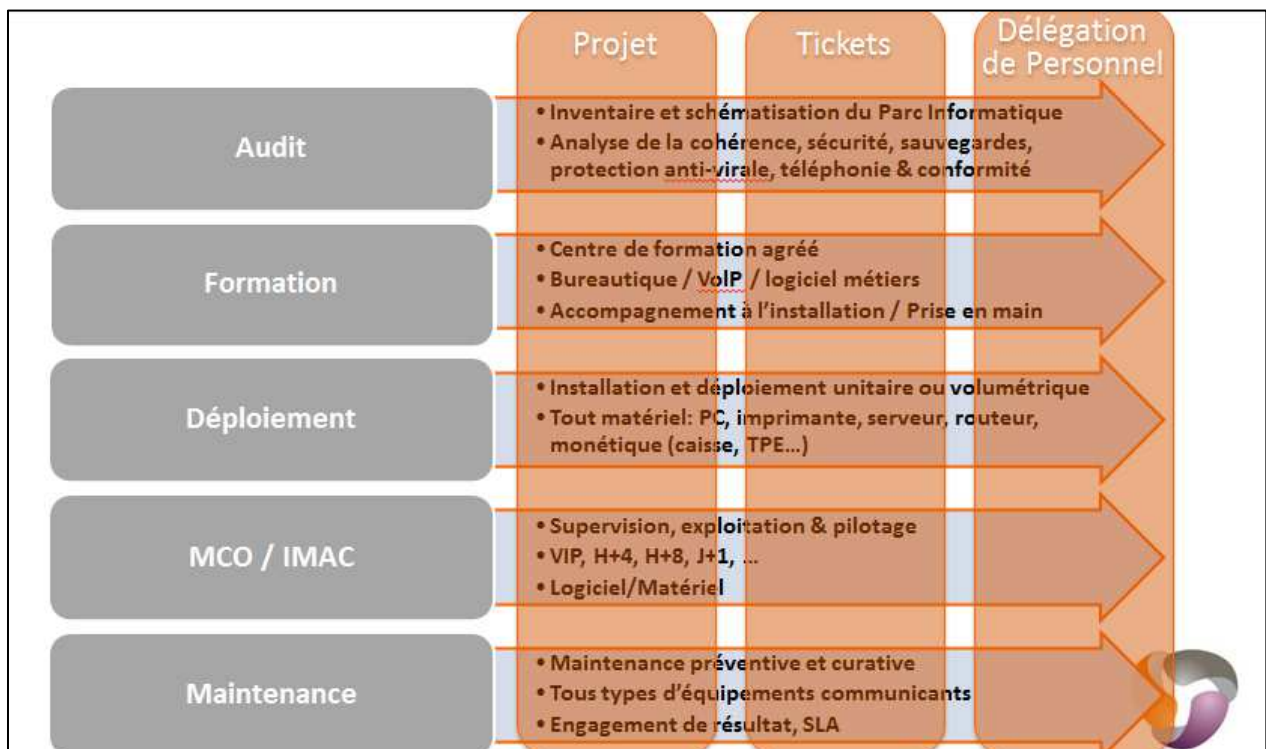 Projet
Tickets
Délégation
de Personnel
Audit
• Inventaire et schématisation du Parc Informatique
• Analyse de la cohérence, sécurité, sauvegardes,
protection anti-virale, téléphonie & conformité
Formation
• Centre de formation agréé
• Bureautique / VoIP / logiciel métiers
• Accompagnement à l’installation / Prise en main
Déploiement
• Installation et déploiement unitaire ou volumétrique
• Tout matériel: PC, imprimante, serveur, routeur,
monétique (caisse, TPE…)
MCO / IMAC
• Supervision, exploitation & pilotage
• VIP, H+4, H+8, J+1, …
• Logiciel/Matériel
Maintenance
• Maintenance préventive et curative
• Tous types d’équipements communicants
• Engagement de résultat, SLA